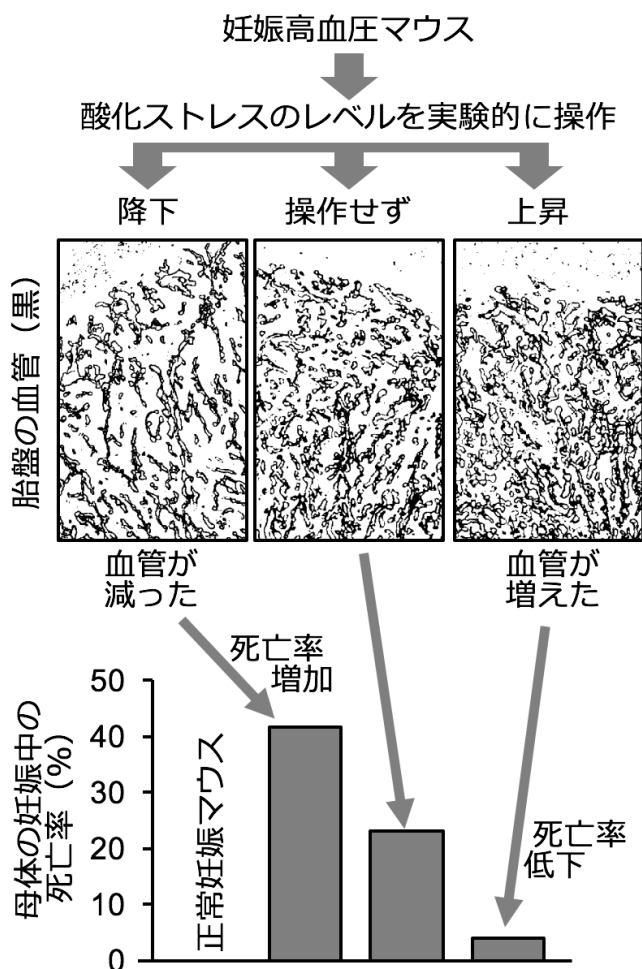 妊娠高血圧マウス
酸化ストレスのレベルを実験的に操作
降下
操作せず
上昇
胎盤の血管（黒）
血管が
減った
血管が
増えた
死亡率
増加
母体の妊娠中の
死亡率（%）
50
40
30
20
10
0
正常妊娠マウス
死亡率
低下